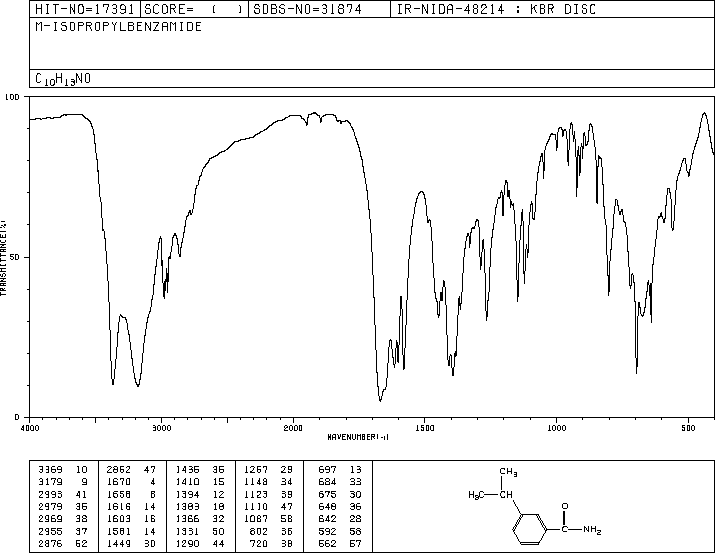 HIT-NO=17391 SCORE= ( ) SDBS-NO=31874 IR-NIDA-48214 : KBR DISC
M-ISOPROPYLBENZAMIDE
C10H13NO
100
50
0
TRANSMITTANCE(%)
4000 3000 2000 1500 1000 500
WAVENUMBER(-1)
3369 10 2862 47 1436 36 1267 29 697 13
3179 9 1670 4 1410 15 1148 34 684 33
2993 41 1658 8 1394 12 1123 39 675 30
2979 35 1616 14 1383 18 1110 47 648 36
2969 38 1603 16 1366 32 1087 58 642 28
2955 37 1581 14 1331 50 802 36 592 58
2876 52 1449 30 1290 44 720 38 562 57
CH3
H3C-CH
O
C-NH2